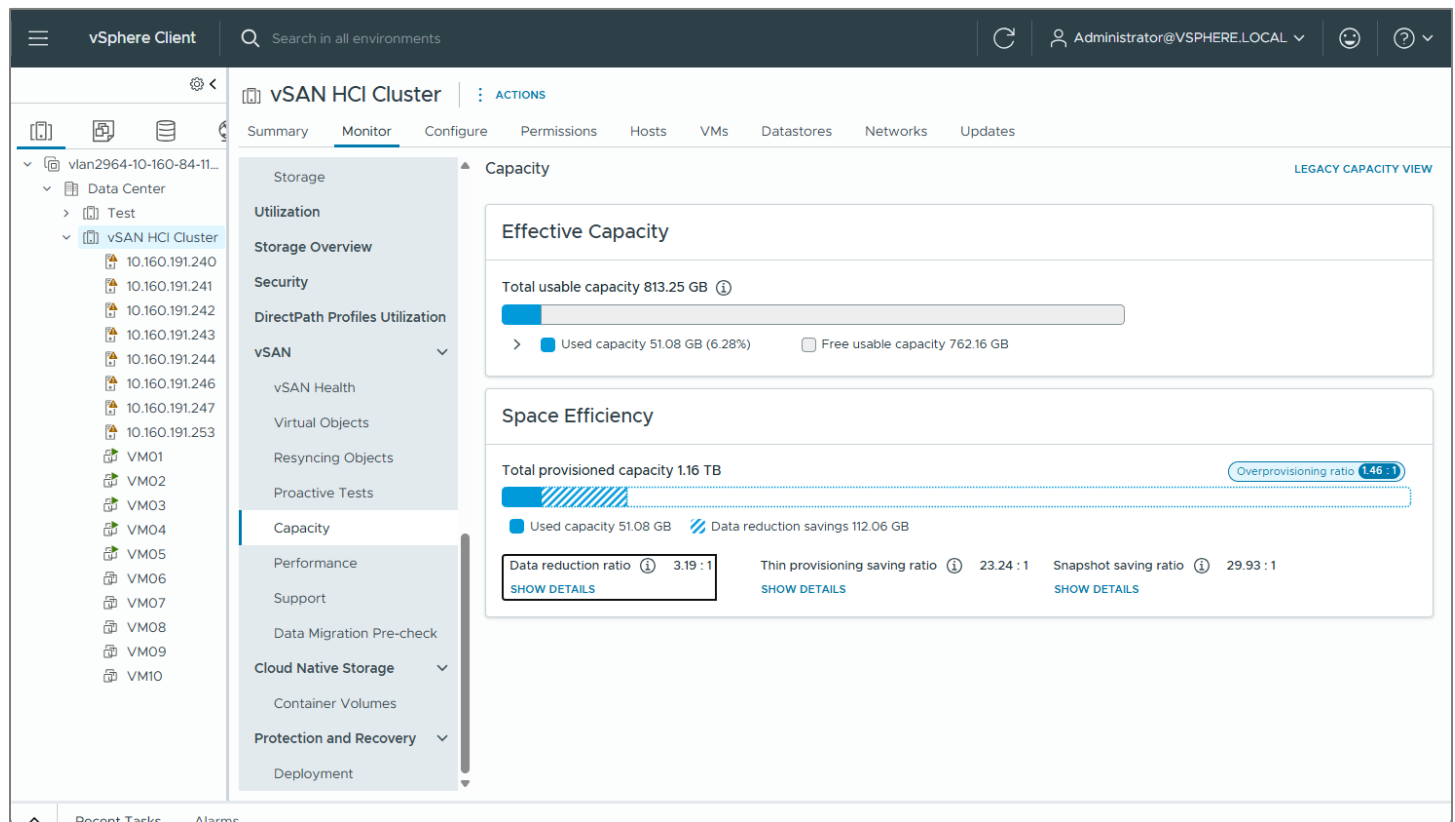 vSphere Client
Search in all environments
Administrator@VSPHERE.LOCAL
vlan2964-10-160-84-11...
Data Center
Test
vSAN HCI Cluster
10.160.191.240
10.160.191.241
10.160.191.242
10.160.191.243
10.160.191.244
10.160.191.246
10.160.191.247
10.160.191.253
VM01
VM02
VM03
VM04
VM05
VM06
VM07
VM08
VM09
VM10
vSAN HCI Cluster
ACTIONS
Summary Monitor Configure Permissions Hosts VMs Datastores Networks Updates
Storage
Utilization
Storage Overview
Security
DirectPath Profiles Utilization
vSAN
vSAN Health
Virtual Objects
Resyncing Objects
Proactive Tests
Capacity
Performance
Support
Data Migration Pre-check
Cloud Native Storage
Container Volumes
Protection and Recovery
Deployment
Capacity
LEGACY CAPACITY VIEW
Effective Capacity
Total usable capacity 813.25 GB
Used capacity 51.08 GB (6.28%) Free usable capacity 762.16 GB
Space Efficiency
Total provisioned capacity 1.16 TB
Overprovisioning ratio 1.46 : 1
Used capacity 51.08 GB Data reduction savings 112.06 GB
Data reduction ratio 3.19 : 1
SHOW DETAILS
Thin provisioning saving ratio 23.24 : 1
SHOW DETAILS
Snapshot saving ratio 29.93 : 1
SHOW DETAILS
Recent Tasks Alarms